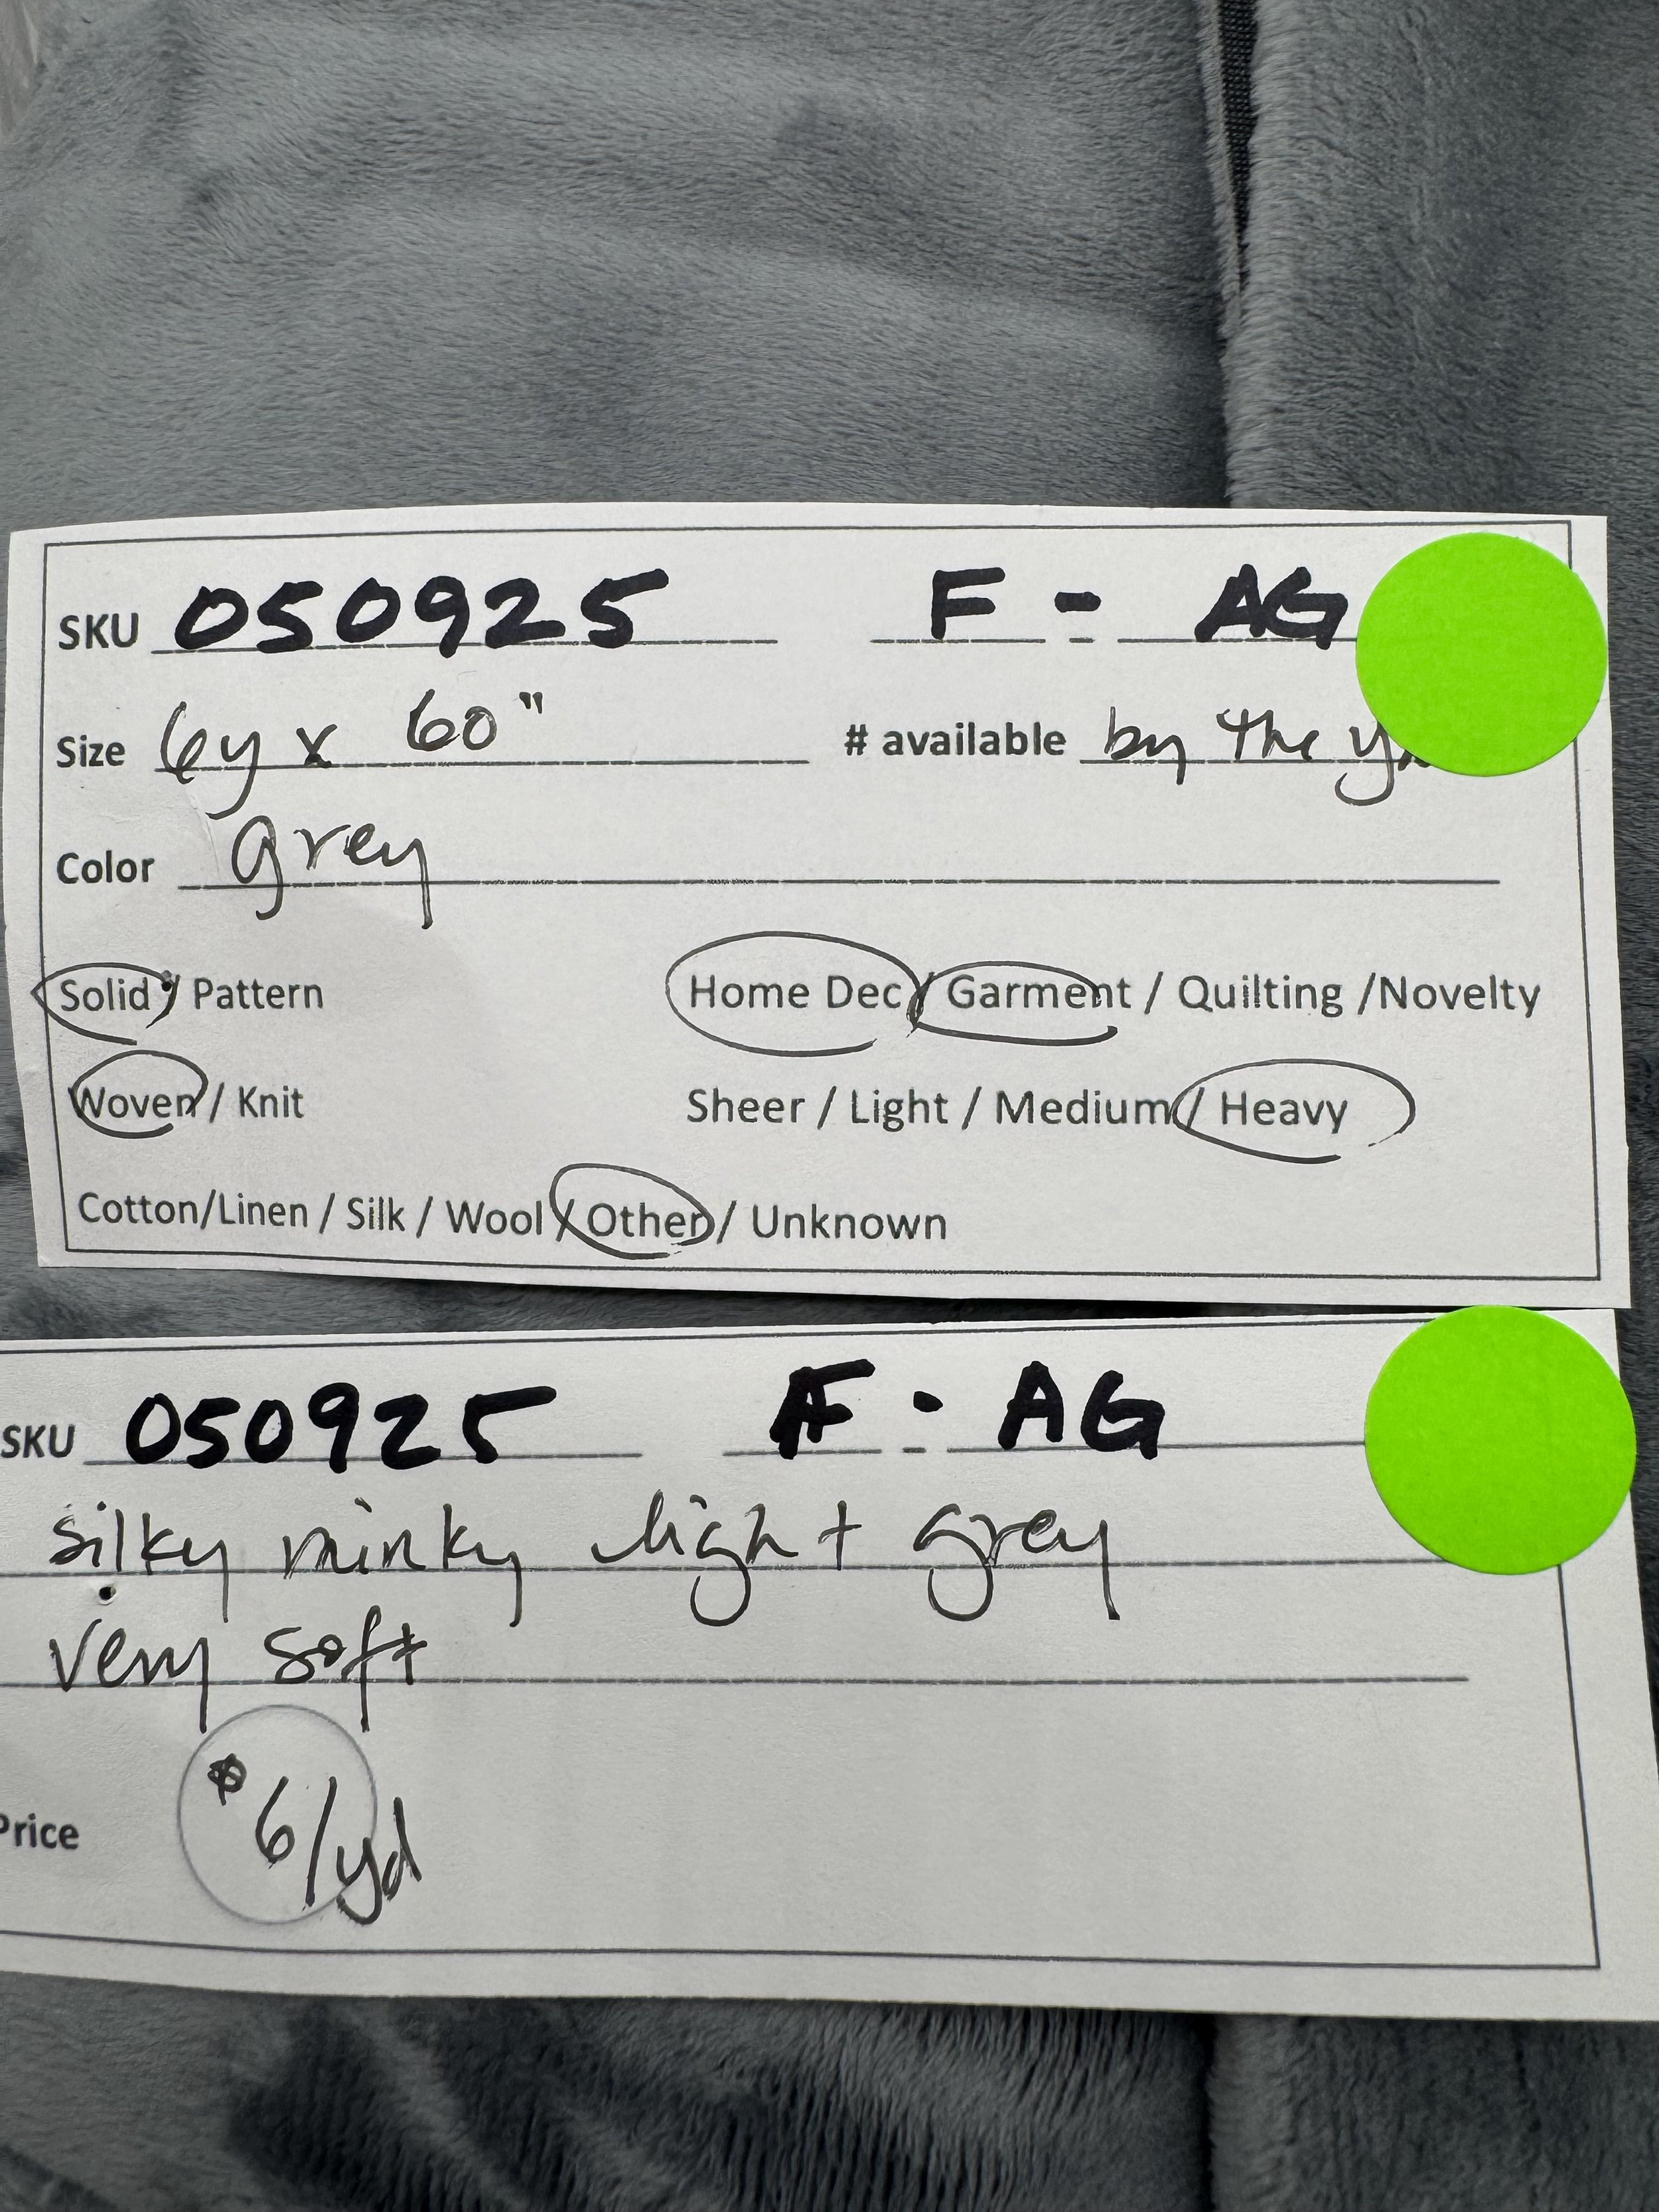 SKU 050925 F - AG
Size 6y x 60" # available by the
Color grey
Solid / Pattern Home Dec / Garment / Quilting /Novelty
Woven / Knit Sheer / Light / Medium / Heavy
Cotton/Linen / Silk / Wool / Other / Unknown
SKU 050925 F - AG
silky minky light grey
very soft
Price $6/yd